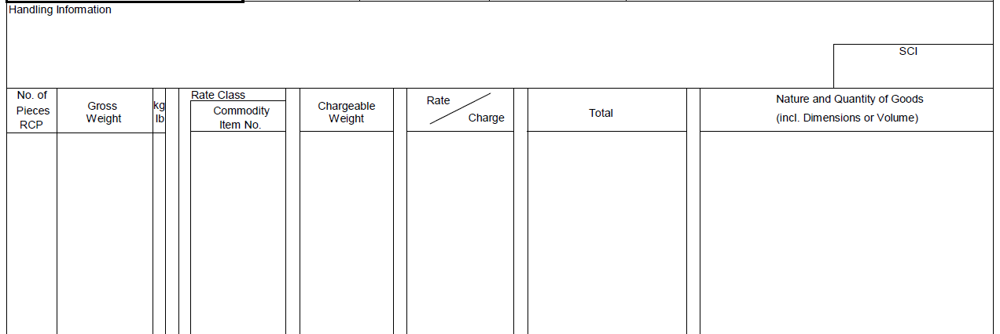 Handling Information
SCI
No. of
Pieces
RCP
Gross
Weight
kg
lb
Rate Class
Commodity
Item No.
Chargeable
Weight
Rate
Charge
Total
Nature and Quantity of Goods
(incl. Dimensions or Volume)